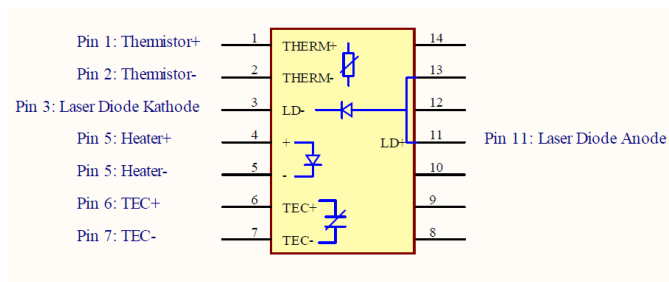 Pin 1: Thermistor+ 1 THERM+ 14
Pin 2: Thermistor- 2 THERM- 13
Pin 3: Laser Diode Kathode 3 LD- 12
Pin 5: Heater+ 4 + LD+ 11 Pin 11: Laser Diode Anode
Pin 5: Heater- 5 - 10
Pin 6: TEC+ 6 TEC+ 9
Pin 7: TEC- 7 TEC- 8